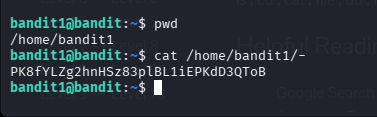 bandit1@bandit:~$ pwd
/home/bandit1
bandit1@bandit:~$ cat /home/bandit1/-
PK8fYLZg2hnHSz83plBL1iEPKdD3QToB
bandit1@bandit:~$